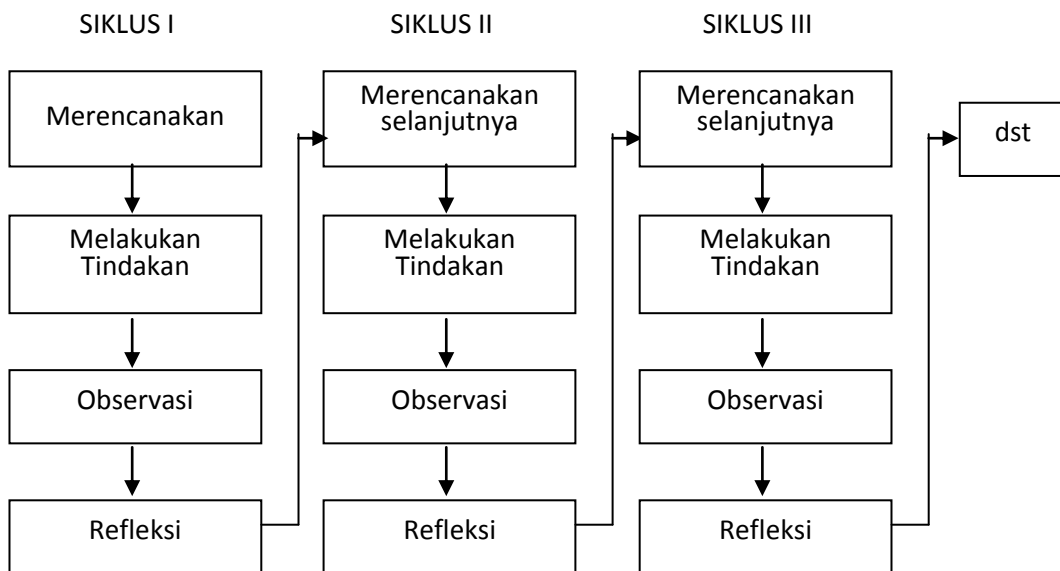 SIKLUS I
SIKLUS II
SIKLUS III
Merencanakan
Merencanakan
selanjutnya
Merencanakan
selanjutnya
dst
Melakukan
Tindakan
Melakukan
Tindakan
Melakukan
Tindakan
Observasi
Observasi
Observasi
Refleksi
Refleksi
Refleksi